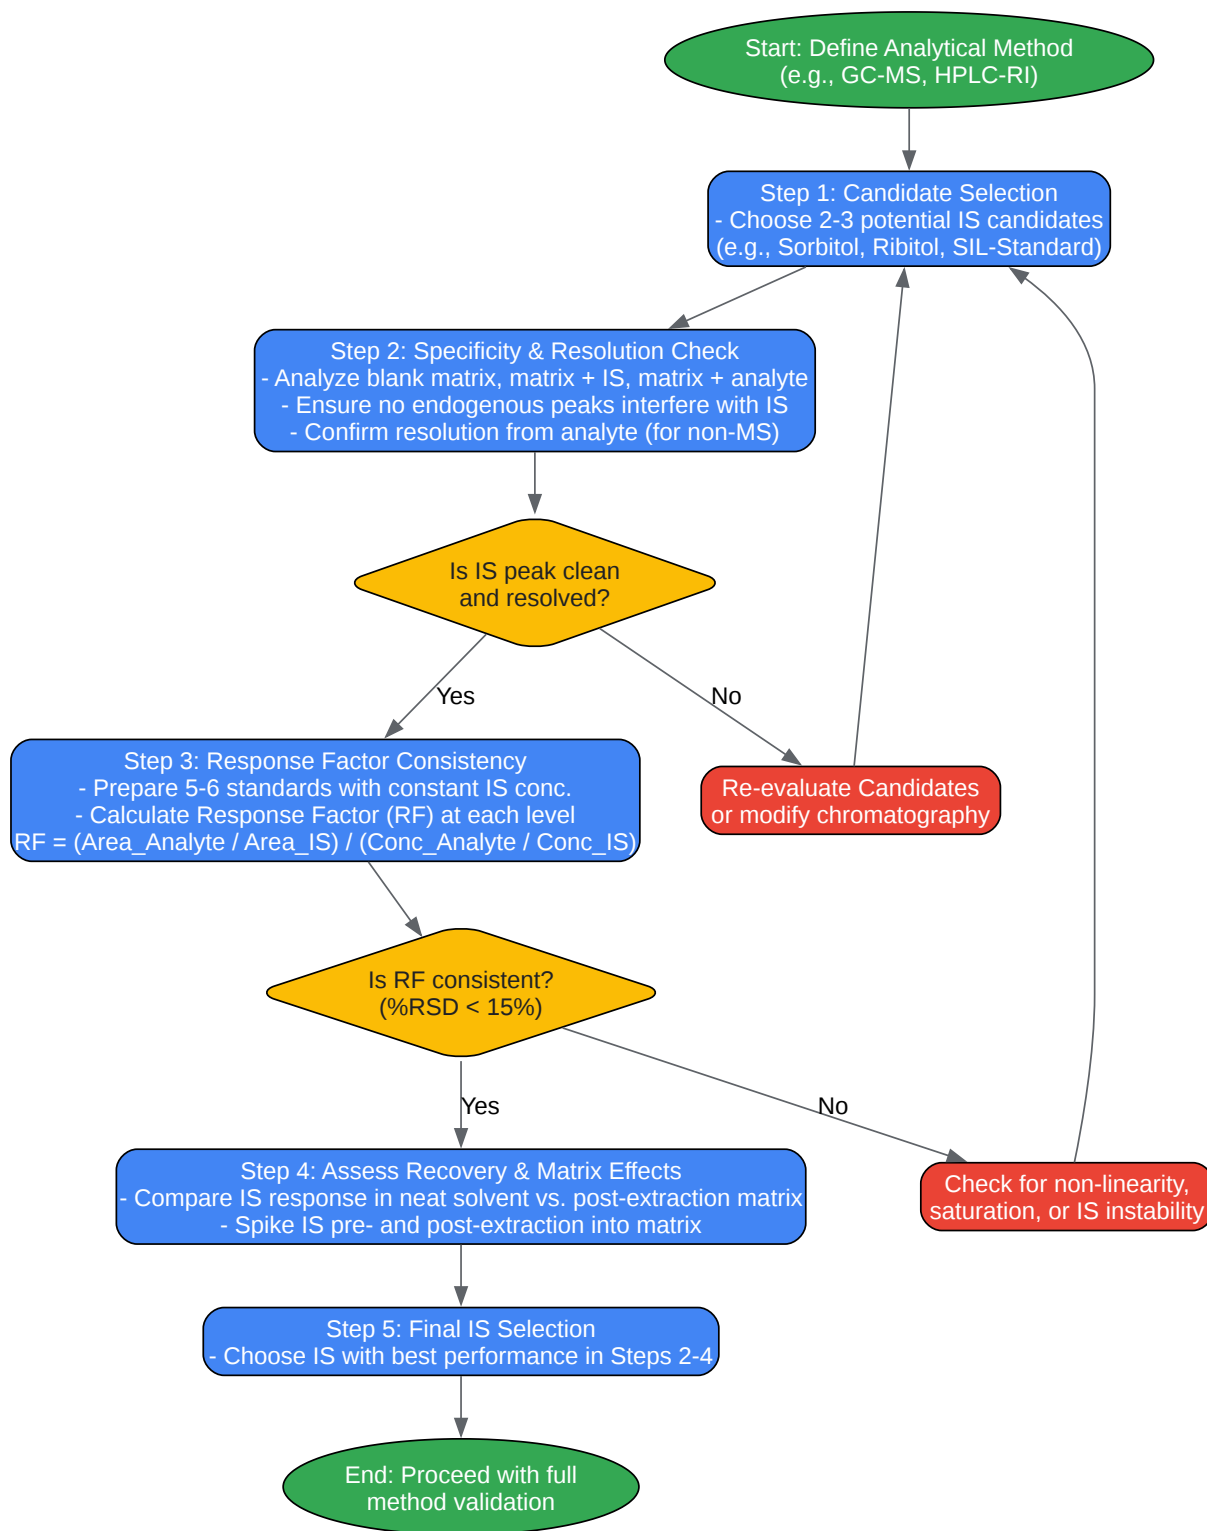 Start: Define Analytical Method
(e.g., GC-MS, HPLC-RI)
Step 1: Candidate Selection
- Choose 2-3 potential IS candidates
(e.g., Sorbitol, Ribitol, SIL-Standard)
Step 2: Specificity & Resolution Check
- Analyze blank matrix, matrix + IS, matrix + analyte
- Ensure no endogenous peaks interfere with IS
- Confirm resolution from analyte (for non-MS)
Is IS peak clean
and resolved?
Yes
No
Step 3: Response Factor Consistency
- Prepare 5-6 standards with constant IS conc.
- Calculate Response Factor (RF) at each level
RF = (Area_Analyte / Area_IS) / (Conc_Analyte / Conc_IS)
Re-evaluate Candidates
or modify chromatography
Is RF consistent?
(%RSD < 15%)
Yes
No
Step 4: Assess Recovery & Matrix Effects
- Compare IS response in neat solvent vs. post-extraction matrix
- Spike IS pre- and post-extraction into matrix
Check for non-linearity,
saturation, or IS instability
Step 5: Final IS Selection
- Choose IS with best performance in Steps 2-4
End: Proceed with full
method validation